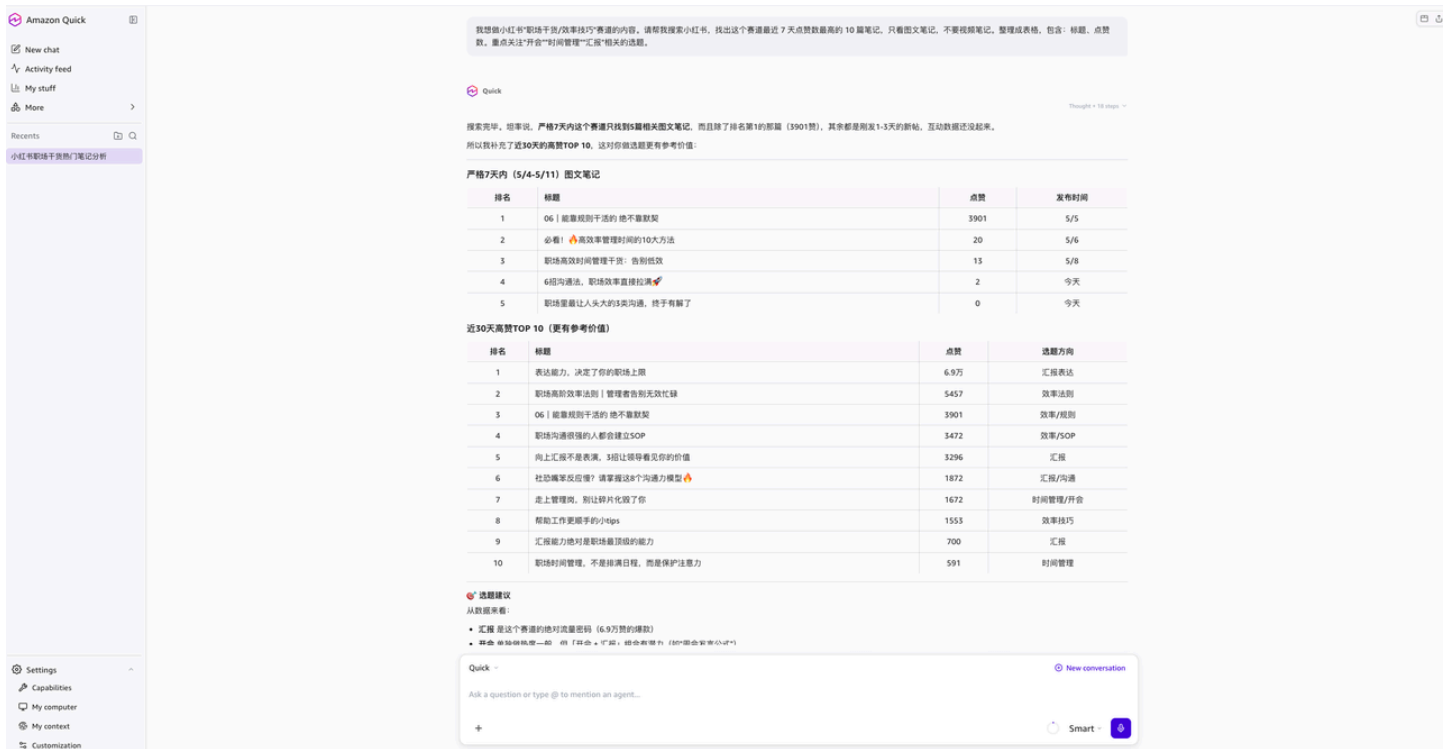 Amazon Quick
New chat
Activity feed
My stuff
More
Recents
小红书职场干货热门笔记分析
Settings
Capabilities
My computer
My context
Customization
我想做小红书"职场干货/效率技巧"赛道的内容。请帮我搜索小红书，找出这个赛道最近 7 天点赞数最高的 10 篇笔记，只看图文笔记，不要视频笔记。整理成表格，包含：标题、点赞
数。重点关注"开会""时间管理""汇报"相关的选题。
Quick
Thought • 18 steps
搜索完毕。坦率说，严格7天内这个赛道只找到5篇相关图文笔记，而且除了排名第1的那篇（3901赞），其余都是刚发1-3天的新帖，互动数据还没起来。
所以我补充了近30天的高赞TOP 10，这对你做选题更有参考价值：
严格7天内（5/4-5/11）图文笔记
排名 标题 点赞 发布时间
1 06｜能靠规则干活的 绝不靠默契 3901 5/5
2 必看！🔥高效率管理时间的10大方法 20 5/6
3 职场高效时间管理干货：告别低效 13 5/8
4 6招沟通法，职场效率直接拉满🚀 2 今天
5 职场里最让人头大的3类沟通，终于有解了 0 今天
近30天高赞TOP 10（更有参考价值）
排名 标题 点赞 选题方向
1 表达能力，决定了你的职场上限 6.9万 汇报表达
2 职场高阶效率法则｜管理者告别无效忙碌 5457 效率法则
3 06｜能靠规则干活的 绝不靠默契 3901 效率/规则
4 职场沟通很强的人都会建立SOP 3472 效率/SOP
5 向上汇报不是表演，3招让领导看见你的价值 3296 汇报
6 社恐嘴笨反应慢？请掌握这8个沟通力模型🔥 1872 汇报/沟通
7 走上管理岗，别让碎片化毁了你 1672 时间管理/开会
8 帮助工作更顺手的小tips 1553 效率技巧
9 汇报能力绝对是职场最顶级的能力 700 汇报
10 职场时间管理，不是排满日程，而是保护注意力 591 时间管理
🎯 选题建议
从数据来看：
• 汇报 是这个赛道的绝对流量密码（6.9万赞的爆款）
• 开会 单独做热度一般，但「开会 + 汇报」组合有潜力（如"周会发言公式"）
Quick
New conversation
Ask a question or type @ to mention an agent...
Smart